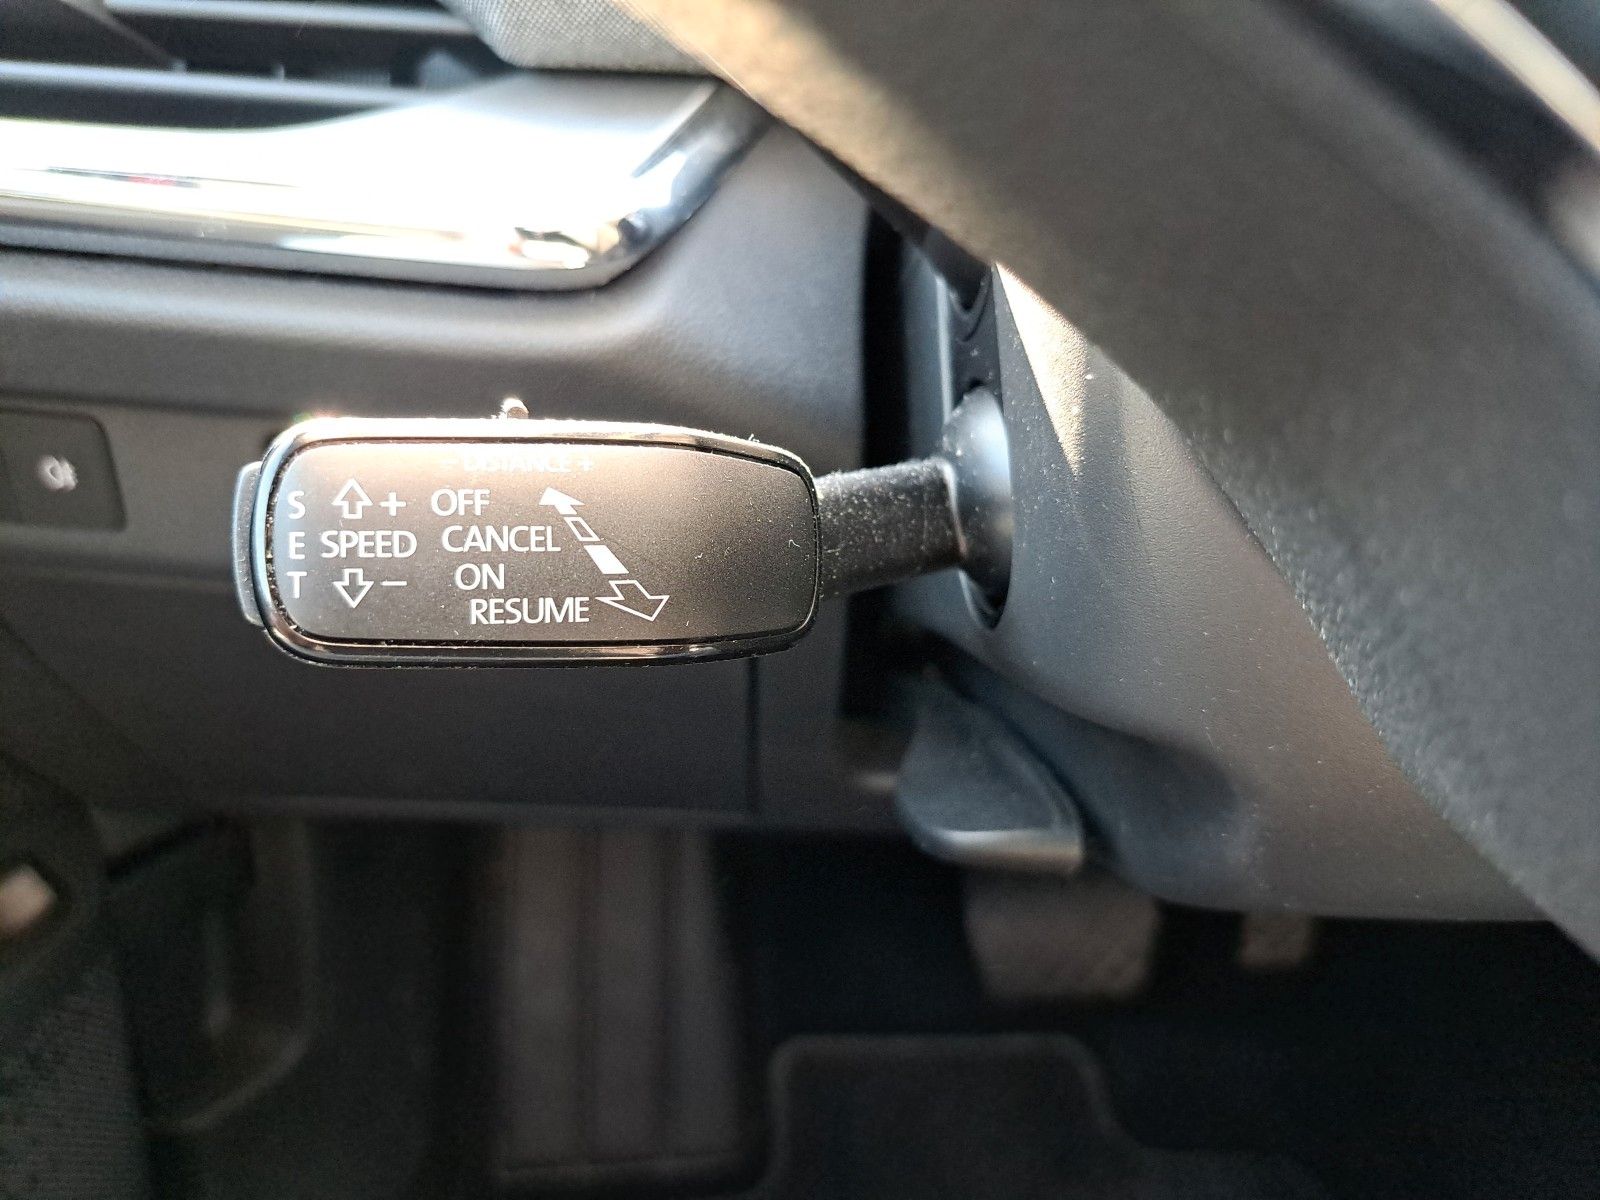 - DISTANCE +
S + OFF
E SPEED CANCEL
T - ON
RESUME